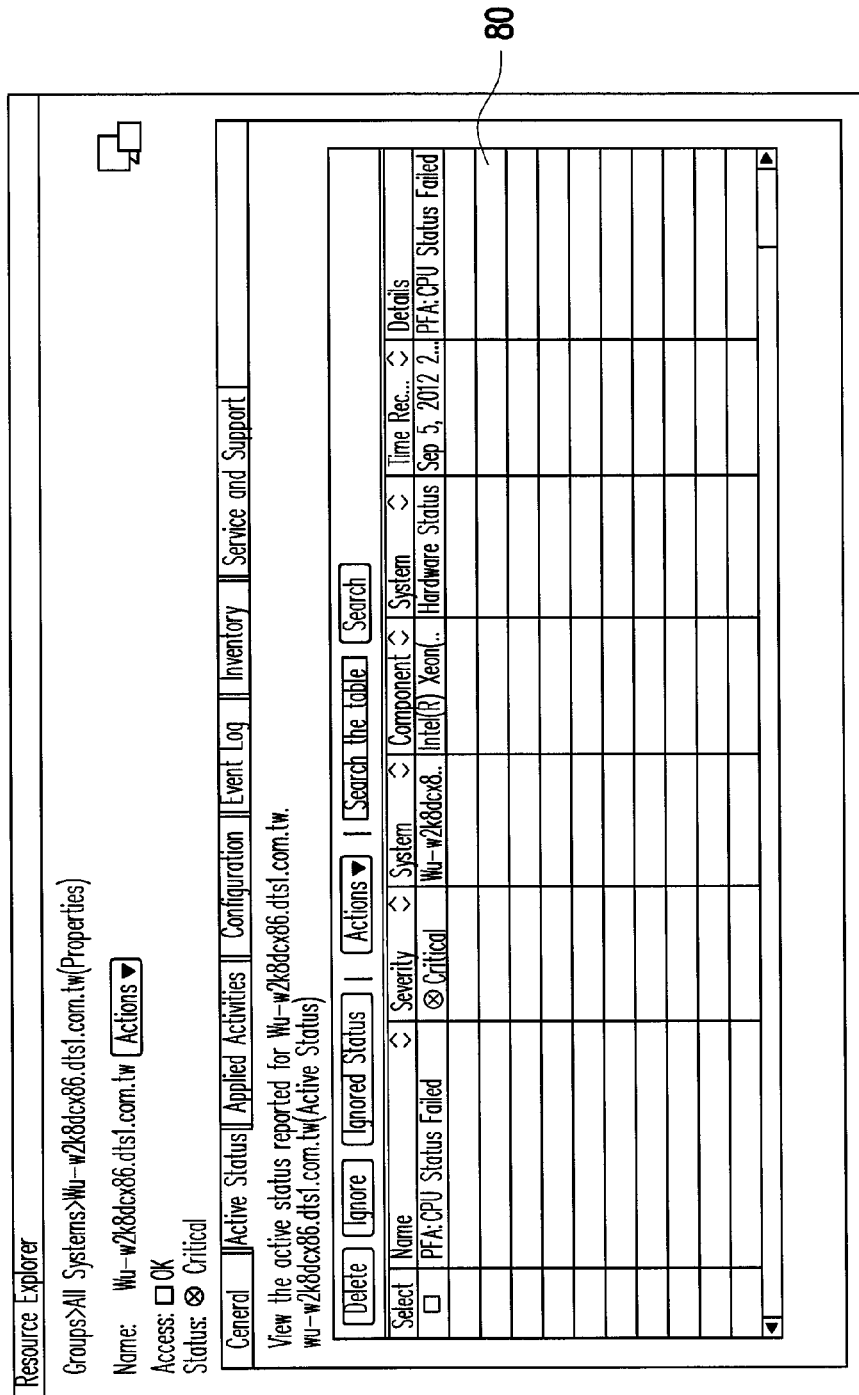 Resource Explorer
Groups>All Systems>Wu-w2k8dcx86.dts1.com.tw(Properties)
Name: Wu-w2k8dcx86.dts1.com.tw Actions ▼
Access: □ OK
Status: ⊗ Critical
Ceneral Active Status Applied Activities Configuration Event Log Inventory Service and Support
View the active status reported for Wu-w2k8dcx86.dts1.com.tw.
wu-w2k8dcx86.dts1.com.tw(Active Status)
Delete Ignore Ignored Status | Actions ▼ | Search the table Search
Select Name ◇ Severity ◇ System ◇ Component ◇ System ◇ Time Rec... ◇ Details
□ PFA:CPU Status Failed ⊗ Critical Wu-w2k8dcx8.. Intel(R) Xeon(.. Hardware Status Sep 5, 2012 2... PFA:CPU Status Failed
80